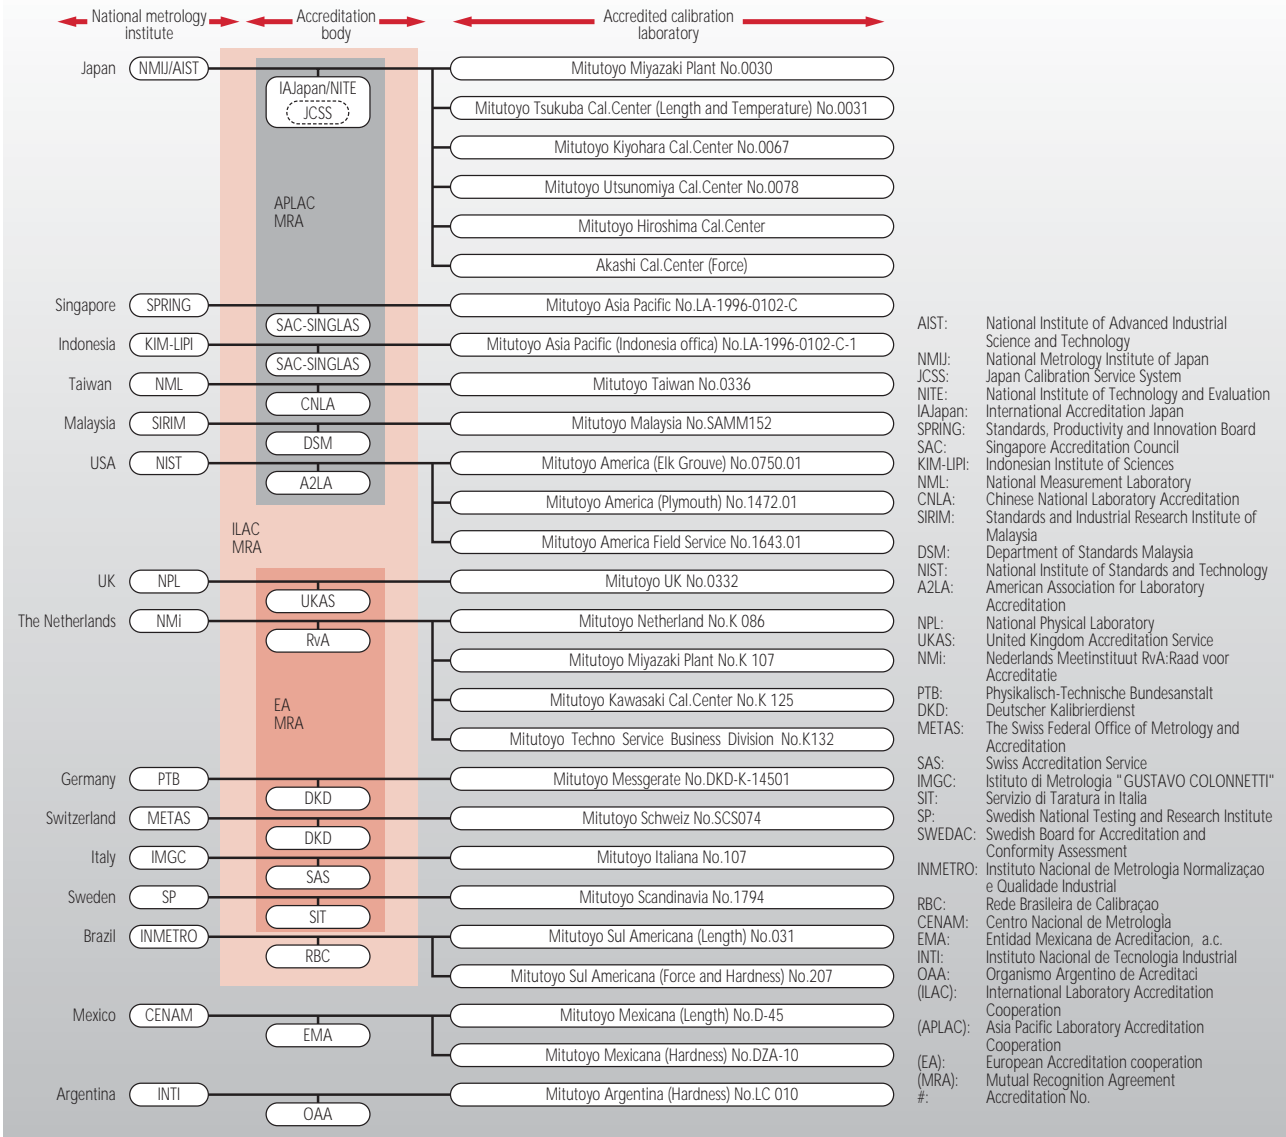 National metrology
institute
Accreditation
body
Accredited calibration
laboratory
Japan
NMIJ/AIST
IAJapan/NITE
JCSS
Mitutoyo Miyazaki Plant No.0030
Mitutoyo Tsukuba Cal.Center (Length and Temperature) No.0031
Mitutoyo Kiyohara Cal.Center No.0067
Mitutoyo Utsunomiya Cal.Center No.0078
Mitutoyo Hiroshima Cal.Center
Akashi Cal.Center (Force)
APLAC
MRA
Singapore
SPRING
SAC-SINGLAS
Mitutoyo Asia Pacific No.LA-1996-0102-C
Indonesia
KIM-LIPI
SAC-SINGLAS
Mitutoyo Asia Pacific (Indonesia offica) No.LA-1996-0102-C-1
Taiwan
NML
CNLA
Mitutoyo Taiwan No.0336
Malaysia
SIRIM
DSM
Mitutoyo Malaysia No.SAMM152
USA
NIST
A2LA
Mitutoyo America (Elk Grouve) No.0750.01
Mitutoyo America (Plymouth) No.1472.01
Mitutoyo America Field Service No.1643.01
ILAC
MRA
UK
NPL
UKAS
Mitutoyo UK No.0332
The Netherlands
NMi
RvA
Mitutoyo Netherland No.K 086
Mitutoyo Miyazaki Plant No.K 107
Mitutoyo Kawasaki Cal.Center No.K 125
Mitutoyo Techno Service Business Division No.K132
EA
MRA
Germany
PTB
DKD
Mitutoyo Messgerate No.DKD-K-14501
Switzerland
METAS
DKD
Mitutoyo Schweiz No.SCS074
Italy
IMGC
SAS
Mitutoyo Italiana No.107
Sweden
SP
SIT
Mitutoyo Scandinavia No.1794
Brazil
INMETRO
RBC
Mitutoyo Sul Americana (Length) No.031
Mitutoyo Sul Americana (Force and Hardness) No.207
Mexico
CENAM
EMA
Mitutoyo Mexicana (Length) No.D-45
Mitutoyo Mexicana (Hardness) No.DZA-10
Argentina
INTI
OAA
Mitutoyo Argentina (Hardness) No.LC 010
AIST: National Institute of Advanced Industrial
Science and Technology
NMIJ: National Metrology Institute of Japan
JCSS: Japan Calibration Service System
NITE: National Institute of Technology and Evaluation
IAJapan: International Accreditation Japan
SPRING: Standards, Productivity and Innovation Board
SAC: Singapore Accreditation Council
KIM-LIPI: Indonesian Institute of Sciences
NML: National Measurement Laboratory
CNLA: Chinese National Laboratory Accreditation
SIRIM: Standards and Industrial Research Institute of
Malaysia
DSM: Department of Standards Malaysia
NIST: National Institute of Standards and Technology
A2LA: American Association for Laboratory
Accreditation
NPL: National Physical Laboratory
UKAS: United Kingdom Accreditation Service
NMi: Nederlands Meetinstituut RvA:Raad voor
Accreditatie
PTB: Physikalisch-Technische Bundesanstalt
DKD: Deutscher Kalibrierdienst
METAS: The Swiss Federal Office of Metrology and
Accreditation
SAS: Swiss Accreditation Service
IMGC: Istituto di Metrologia "GUSTAVO COLONNETTI"
SIT: Servizio di Taratura in Italia
SP: Swedish National Testing and Research Institute
SWEDAC: Swedish Board for Accreditation and
Conformity Assessment
INMETRO: Instituto Nacional de Metrologia Normalizaçao
e Qualidade Industrial
RBC: Rede Brasileira de Calibraçao
CENAM: Centro Nacional de Metrologìa
EMA: Entidad Mexicana de Acreditacion, a.c.
INTI: Instituto Nacional de Tecnologia Industrial
OAA: Organismo Argentino de Acreditaci
(ILAC): International Laboratory Accreditation
Cooperation
(APLAC): Asia Pacific Laboratory Accreditation
Cooperation
(EA): European Accreditation cooperation
(MRA): Mutual Recognition Agreement
#: Accreditation No.